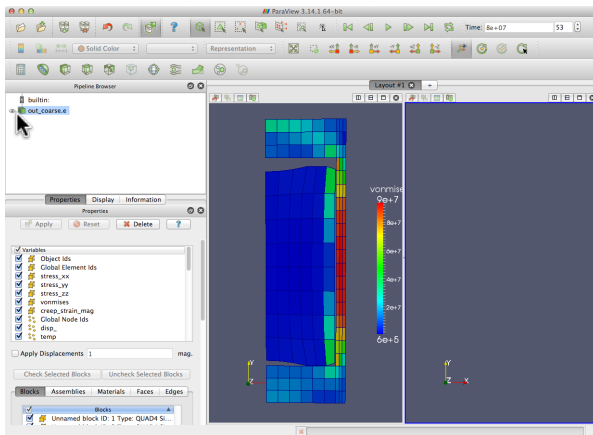 ParaView 3.14.1 64-bit
Time: 8e+07 53
Solid Color Representation
Pipeline Browser
builtin:
out_coarse.e
Properties Display Information
Properties
Apply Reset Delete ?
Variables
Object Ids
Global Element Ids
stress_xx
stress_yy
stress_zz
vonmises
creep_strain_mag
Global Node Ids
disp_
temp
Apply Displacements 1 mag.
Check Selected Blocks Uncheck Selected Blocks
Blocks Assemblies Materials Faces Edges
Blocks
Unnamed block ID: 1 Type: QUAD4 Si...
Layout #1 +
vonmise
9e+7
8e+7
6e+7
4e+7
2e+7
6e+5
Y
Z
Y
Z X